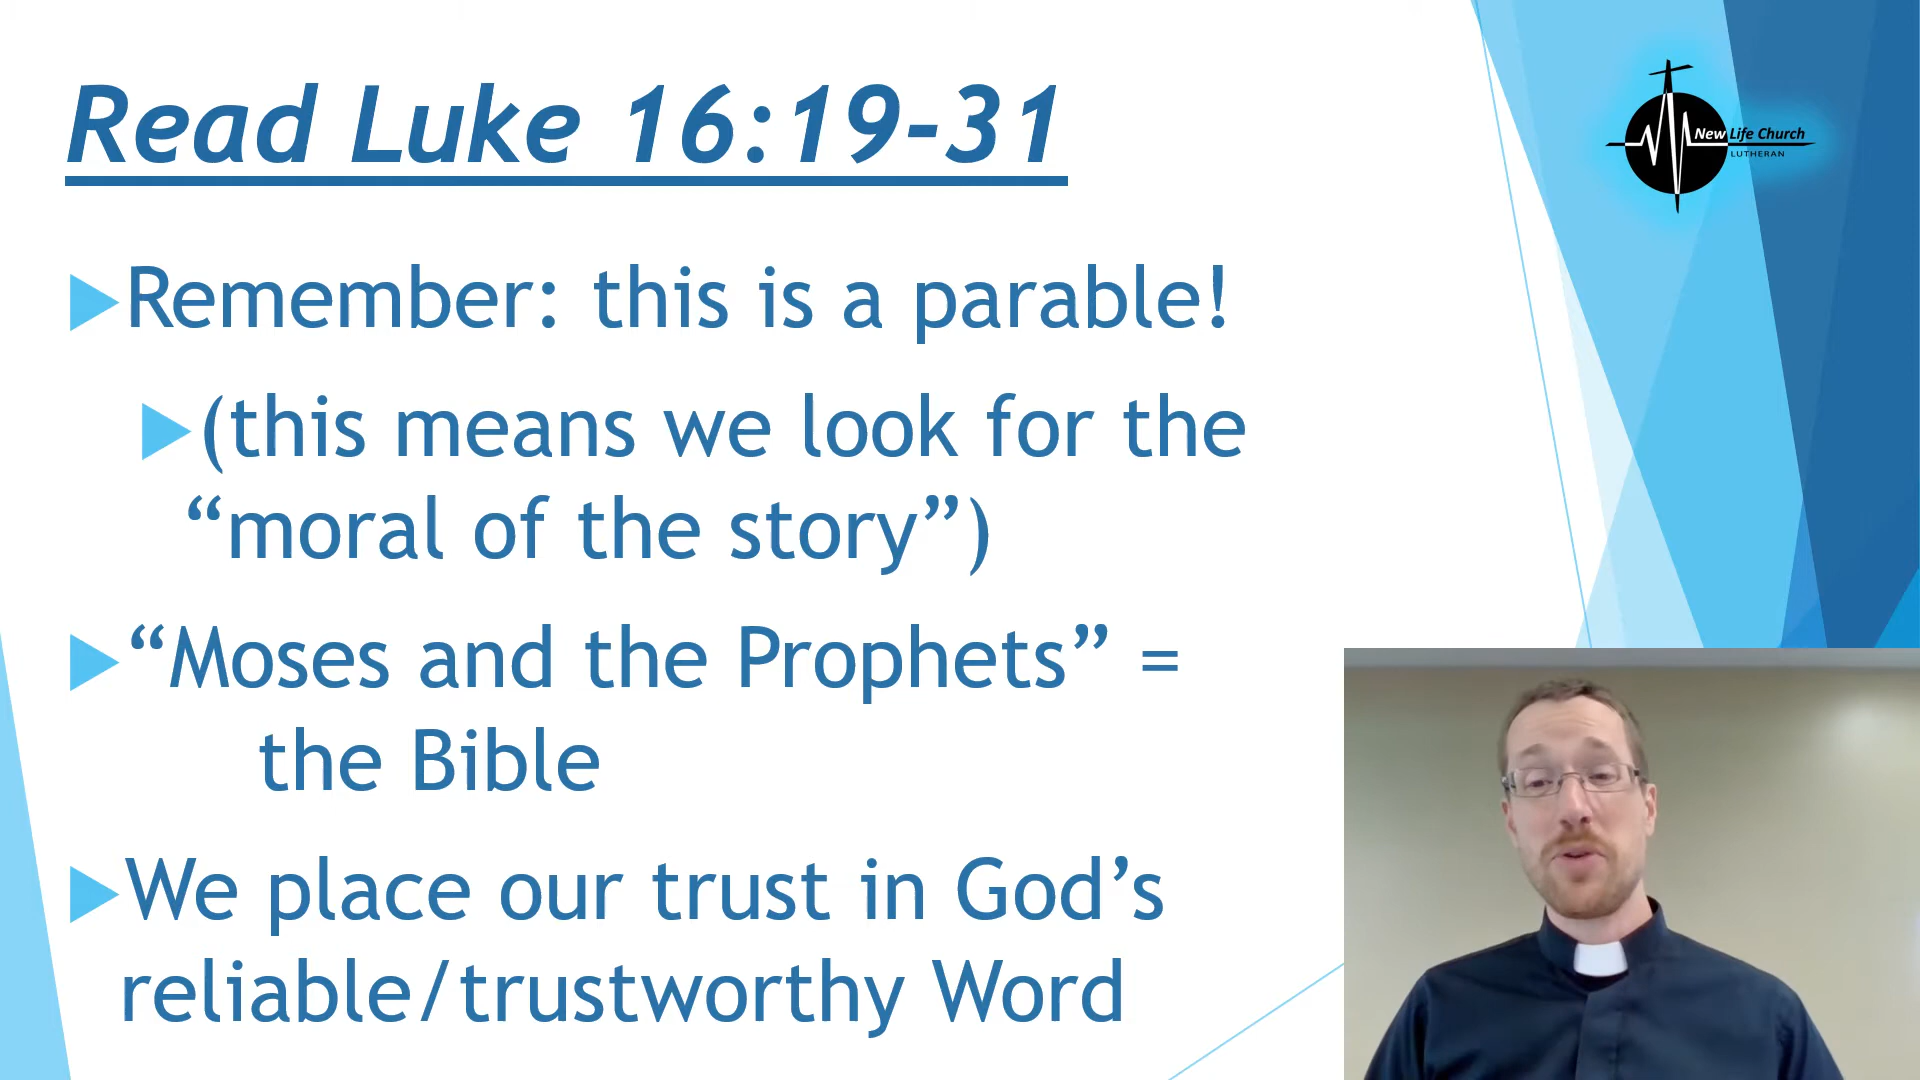 Read Luke 16:19-31
New Life Church
LUTHERAN
Remember: this is a parable!
(this means we look for the
“moral of the story”)
“Moses and the Prophets” =
the Bible
We place our trust in God’s
reliable/trustworthy Word